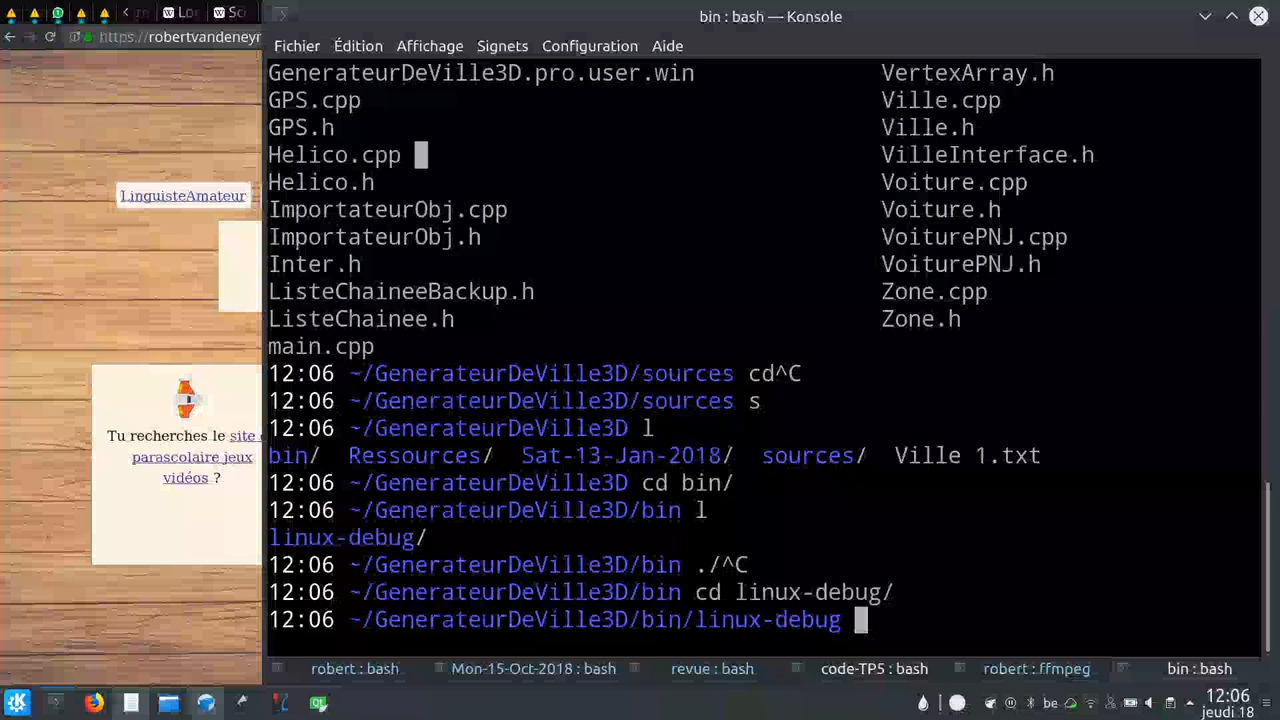 bin : bash — Konsole
Lo
So
https://robertvandeney
Fichier Édition Affichage Signets Configuration Aide
GenerateurDeVille3D.pro.user.win VertexArray.h
GPS.cpp Ville.cpp
GPS.h Ville.h
Helico.cpp VilleInterface.h
Helico.h Voiture.cpp
ImportateurObj.cpp Voiture.h
ImportateurObj.h VoiturePNJ.cpp
Inter.h VoiturePNJ.h
ListeChaineeBackup.h Zone.cpp
ListeChainee.h Zone.h
main.cpp
12:06 ~/GenerateurDeVille3D/sources cd^C
12:06 ~/GenerateurDeVille3D/sources s
12:06 ~/GenerateurDeVille3D l
bin/ Ressources/ Sat-13-Jan-2018/ sources/ Ville 1.txt
12:06 ~/GenerateurDeVille3D cd bin/
12:06 ~/GenerateurDeVille3D/bin l
linux-debug/
12:06 ~/GenerateurDeVille3D/bin ./^C
12:06 ~/GenerateurDeVille3D/bin cd linux-debug/
12:06 ~/GenerateurDeVille3D/bin/linux-debug
LinguisteAmateur
Tu recherches le site
parascolaire jeux
vidéos ?
robert : bash Mon-15-Oct-2018 : bash revue : bash code-TP5 : bash robert : ffmpeg bin : bash
be
12:06
jeudi 18